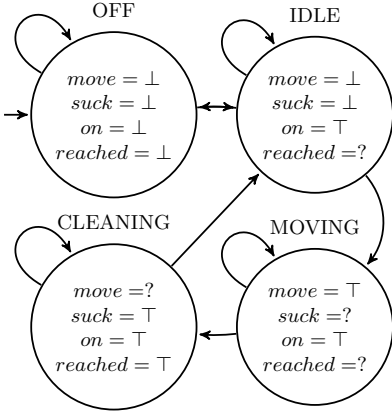 OFF
move = ⊥
suck = ⊥
on = ⊥
reached = ⊥
IDLE
move = ⊥
suck = ⊥
on = ⊤
reached =?
CLEANING
move =?
suck = ⊤
on = ⊤
reached = ⊤
MOVING
move = ⊤
suck =?
on = ⊤
reached =?